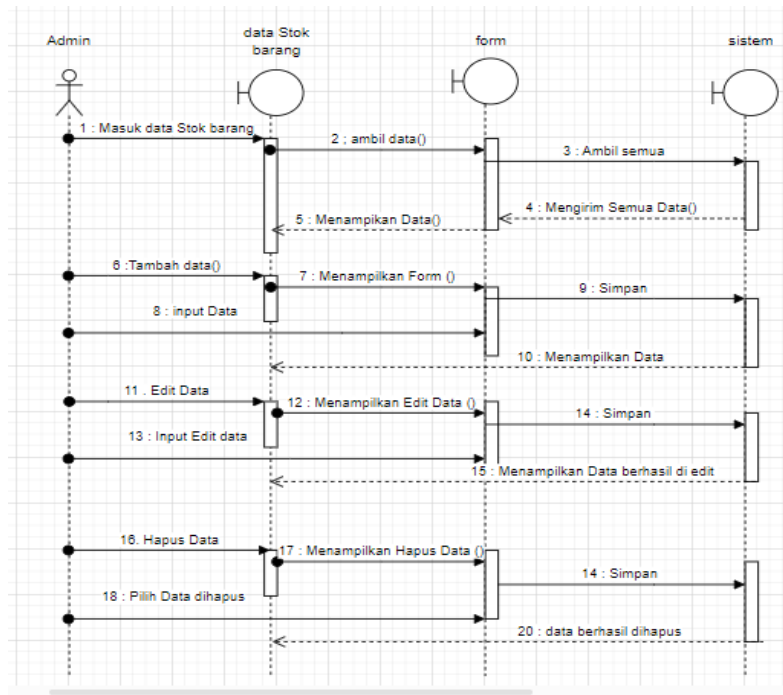 Admin
data Stok
barang
form
sistem
1 : Masuk data Stok barang
2 ; ambil data()
3 : Ambil semua
4 : Mengirim Semua Data()
5 : Menampikan Data()
6 :Tambah data()
7 : Menampilkan Form ()
8 : input Data
9 : Simpan
10 : Menampilkan Data
11 . Edit Data
12 : Menampilkan Edit Data ()
13 : Input Edit data
14 : Simpan
15 : Menampilkan Data berhasil di edit
16. Hapus Data
17 : Menampilkan Hapus Data ()
18 : Pilih Data dihapus
14 : Simpan
20 : data berhasil dihapus